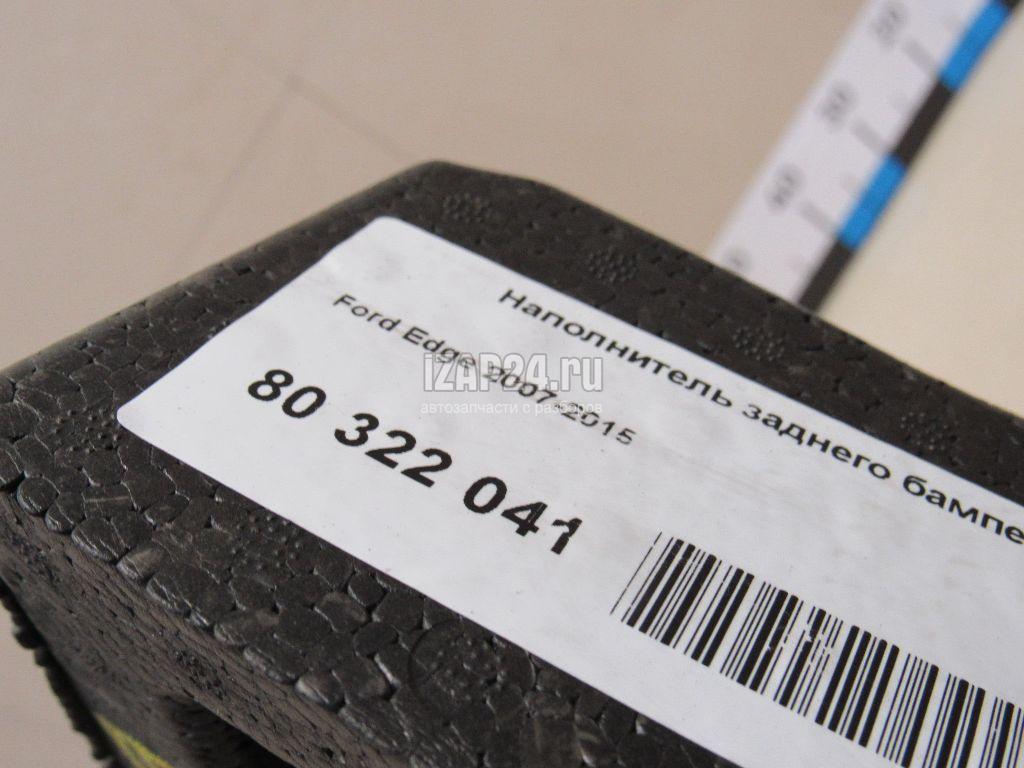 Наполнитель заднего бампе
Ford Edge 2007-2015
80 322 041
iZAP24.ru
автозапчасти с разборов